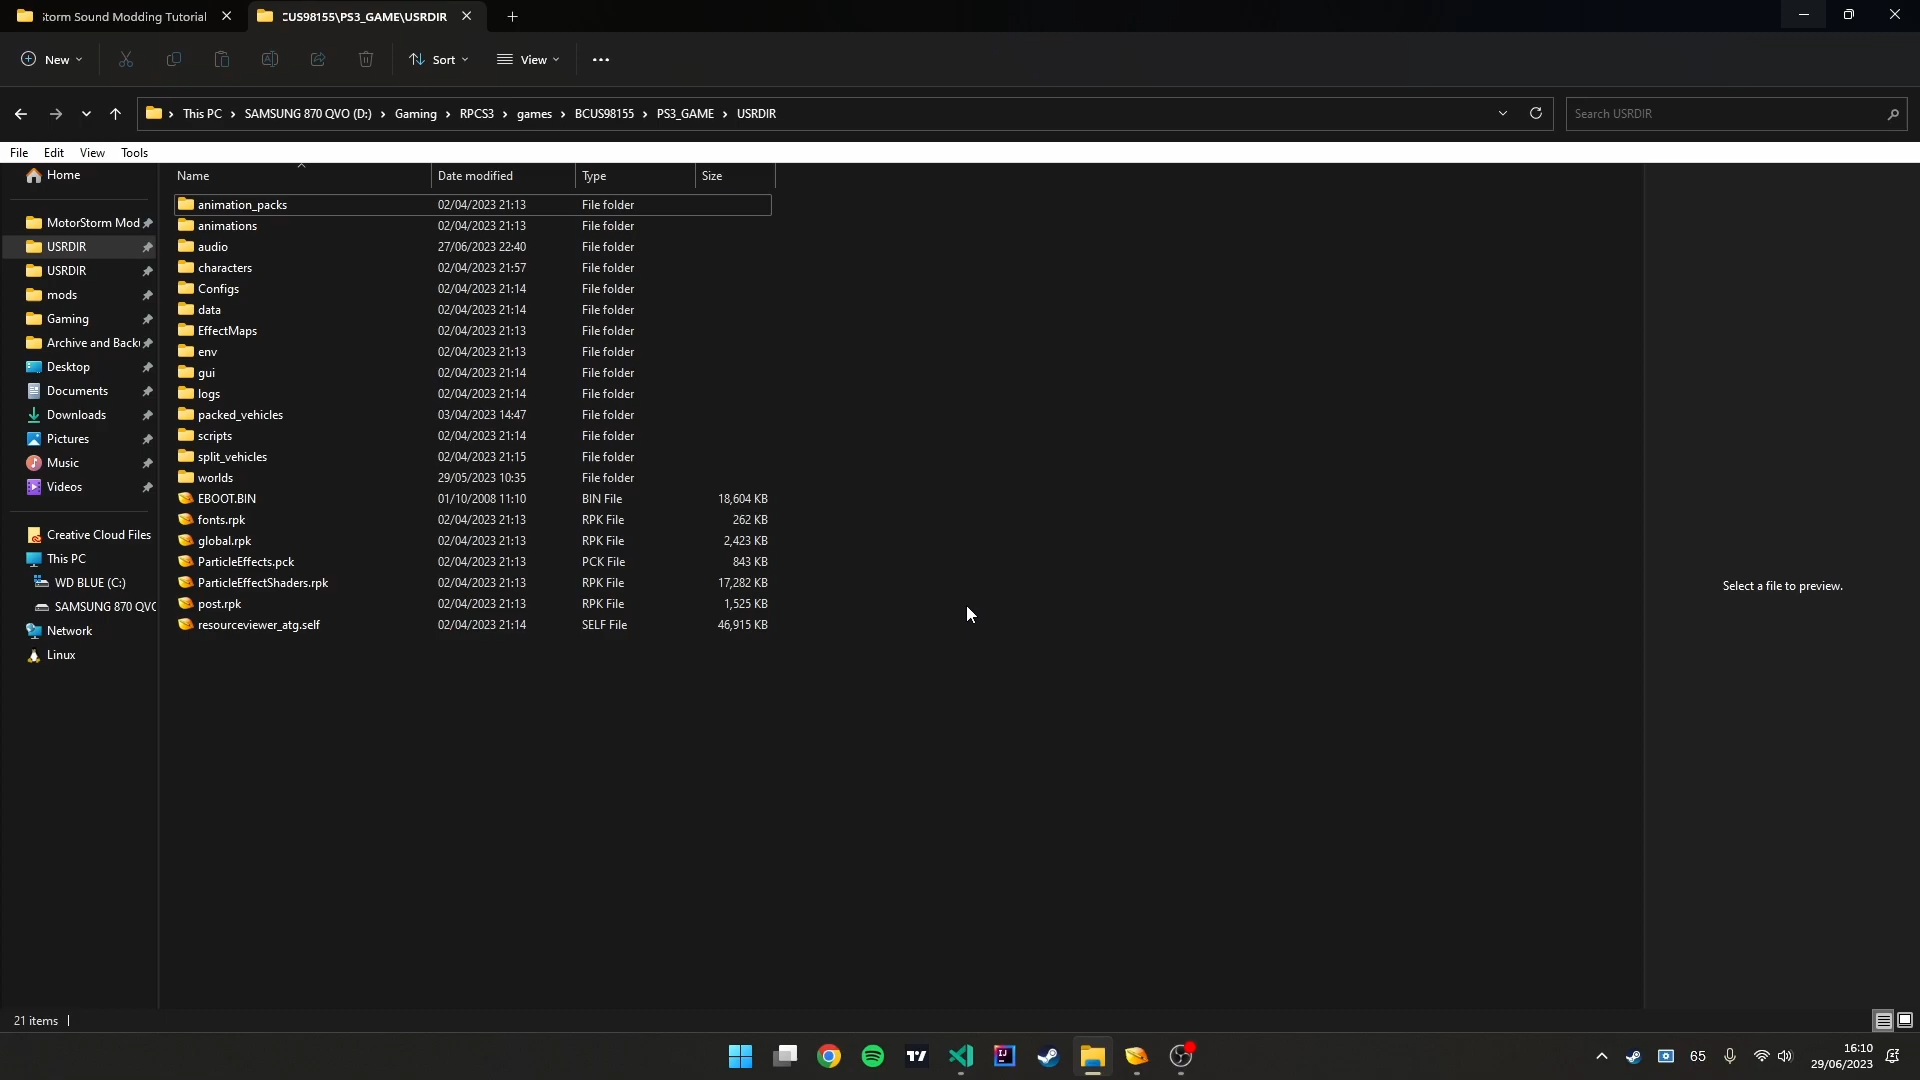 :torm Sound Modding Tutorial
:US98155\PS3_GAME\USRDIR
New
Sort
View
This PC > SAMSUNG 870 QVO (D:) > Gaming > RPCS3 > games > BCUS98155 > PS3_GAME > USRDIR
Search USRDIR
File Edit View Tools
Home
MotorStorm Mod
USRDIR
USRDIR
mods
Gaming
Archive and Back
Desktop
Documents
Downloads
Pictures
Music
Videos
Creative Cloud Files
This PC
WD BLUE (C:)
SAMSUNG 870 QVO
Network
Linux
Name Date modified Type Size
animation_packs 02/04/2023 21:13 File folder
animations 02/04/2023 21:13 File folder
audio 27/06/2023 22:40 File folder
characters 02/04/2023 21:57 File folder
Configs 02/04/2023 21:14 File folder
data 02/04/2023 21:14 File folder
EffectMaps 02/04/2023 21:13 File folder
env 02/04/2023 21:13 File folder
gui 02/04/2023 21:14 File folder
logs 02/04/2023 21:14 File folder
packed_vehicles 03/04/2023 14:47 File folder
scripts 02/04/2023 21:14 File folder
split_vehicles 02/04/2023 21:15 File folder
worlds 29/05/2023 10:35 File folder
EBOOT.BIN 01/10/2008 11:10 BIN File 18,604 KB
fonts.rpk 02/04/2023 21:13 RPK File 262 KB
global.rpk 02/04/2023 21:13 RPK File 2,423 KB
ParticleEffects.pck 02/04/2023 21:13 PCK File 843 KB
ParticleEffectShaders.rpk 02/04/2023 21:13 RPK File 17,282 KB
post.rpk 02/04/2023 21:13 RPK File 1,525 KB
resourceviewer_atg.self 02/04/2023 21:14 SELF File 46,915 KB
Select a file to preview.
21 items
65
16:10
29/06/2023